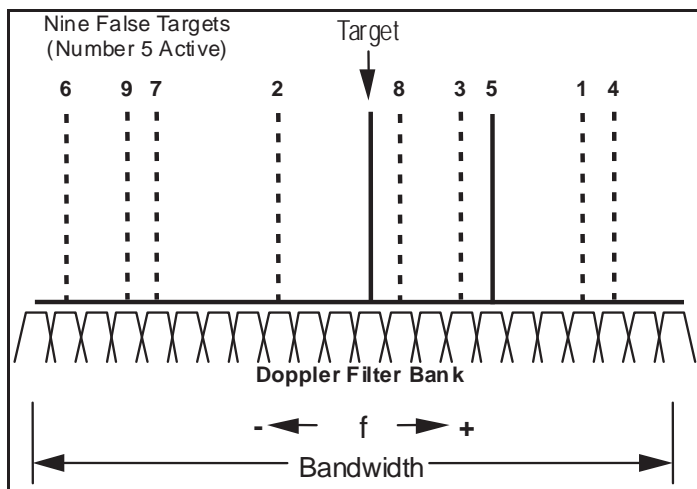 Nine False Targets
(Number 5 Active)
Target
6 9 7 2 8 3 5 1 4
Doppler Filter Bank
- f +
Bandwidth